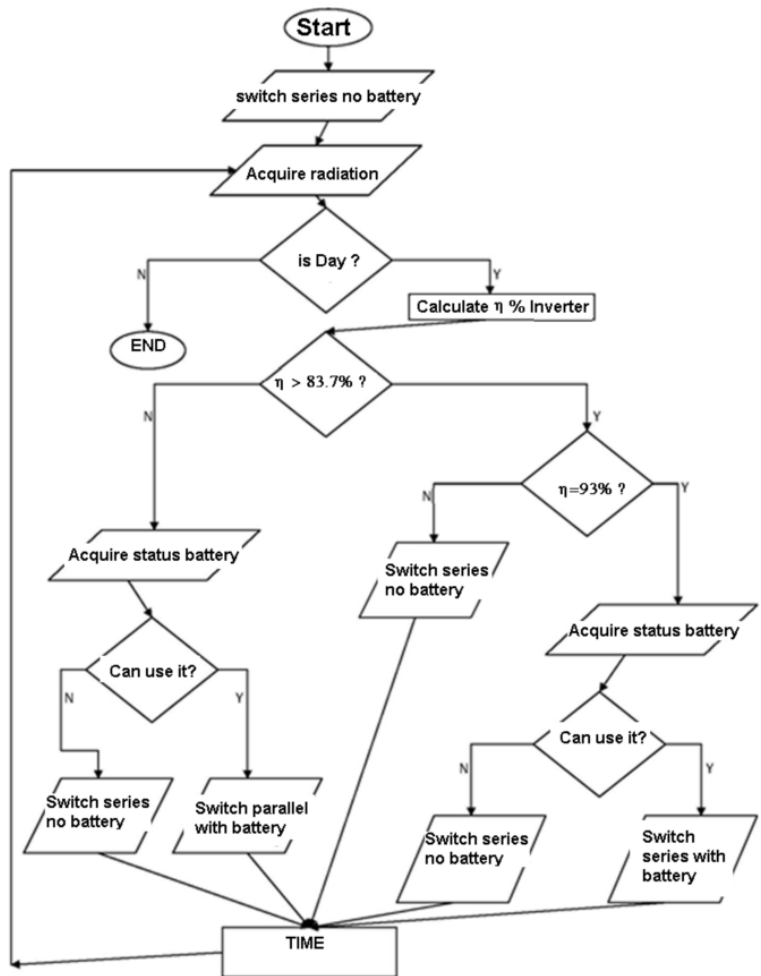 Start
switch series no battery
Acquire radiation
is Day ?
N
Y
Calculate η % Inverter
END
η > 83.7% ?
N
Y
η=93% ?
N
Y
Acquire status battery
Switch series
no battery
Acquire status battery
Can use it?
N
Y
Can use it?
N
Y
Switch series
no battery
Switch parallel
with battery
Switch series
no battery
Switch
series with
battery
TIME